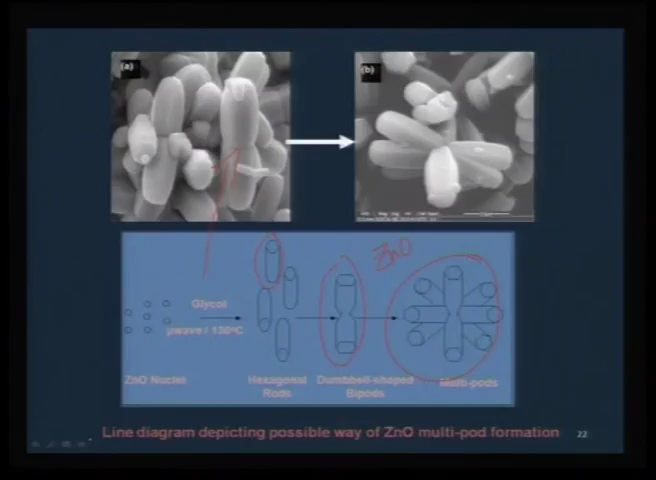 (a)
(b)
ZnO
Glycol
μwave / 130°C
ZnO Nuclei
Hexagonal
Rods
Dumbbell-shaped
Bipods
Multi-pods
Line diagram depicting possible way of ZnO multi-pod formation
22